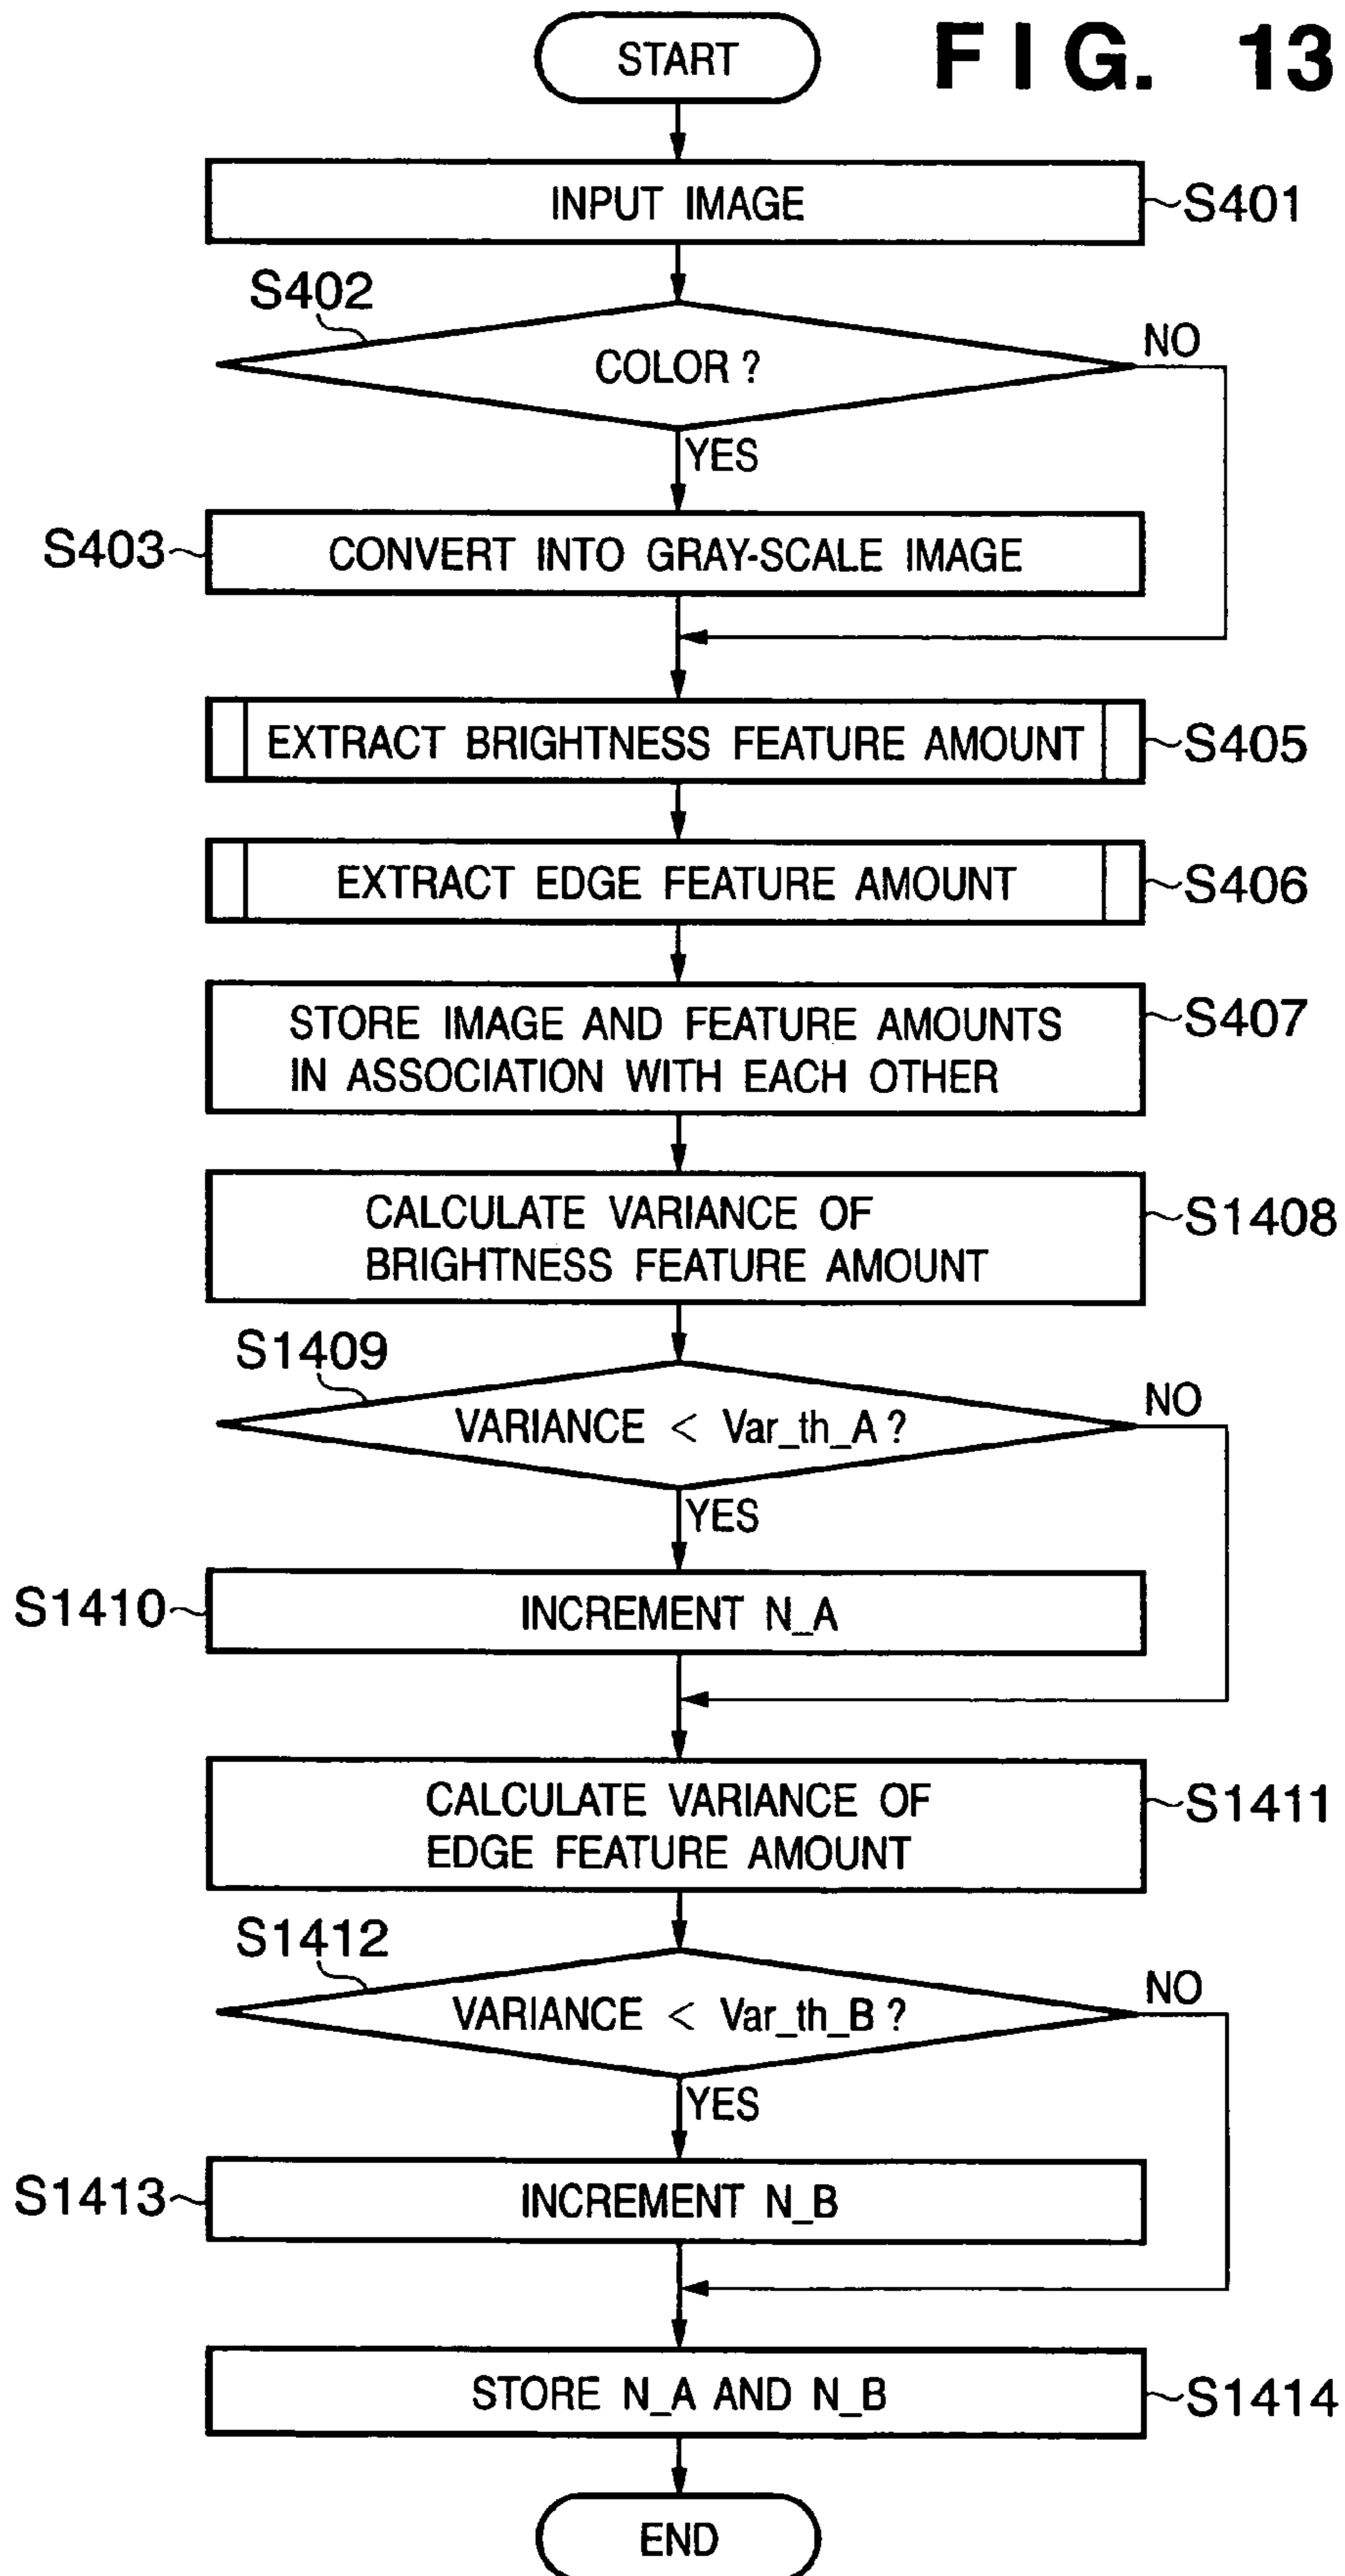 START
FIG. 13
INPUT IMAGE
S401
S402
COLOR ?
NO
YES
S403
CONVERT INTO GRAY-SCALE IMAGE
EXTRACT BRIGHTNESS FEATURE AMOUNT
S405
EXTRACT EDGE FEATURE AMOUNT
S406
STORE IMAGE AND FEATURE AMOUNTS
IN ASSOCIATION WITH EACH OTHER
S407
CALCULATE VARIANCE OF
BRIGHTNESS FEATURE AMOUNT
S1408
S1409
VARIANCE < Var_th_A ?
NO
YES
S1410
INCREMENT N_A
CALCULATE VARIANCE OF
EDGE FEATURE AMOUNT
S1411
S1412
VARIANCE < Var_th_B ?
NO
YES
S1413
INCREMENT N_B
STORE N_A AND N_B
S1414
END